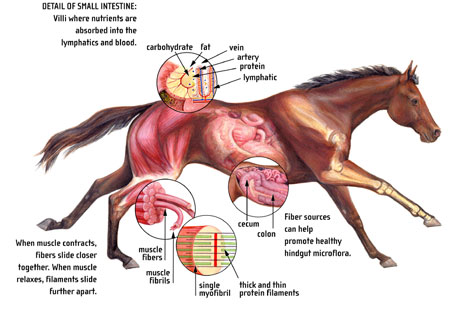 DETAIL OF SMALL INTESTINE:
Villi where nutrients are
absorbed into the
lymphatics and blood.
carbohydrate
fat
vein
artery
protein
lymphatic
cecum
colon
Fiber sources
can help
promote healthy
hindgut microflora.
When muscle contracts,
fibers slide closer
together. When muscle
relaxes, filaments slide
further apart.
muscle
fibers
muscle
fibrils
single
myofibril
thick and thin
protein filaments